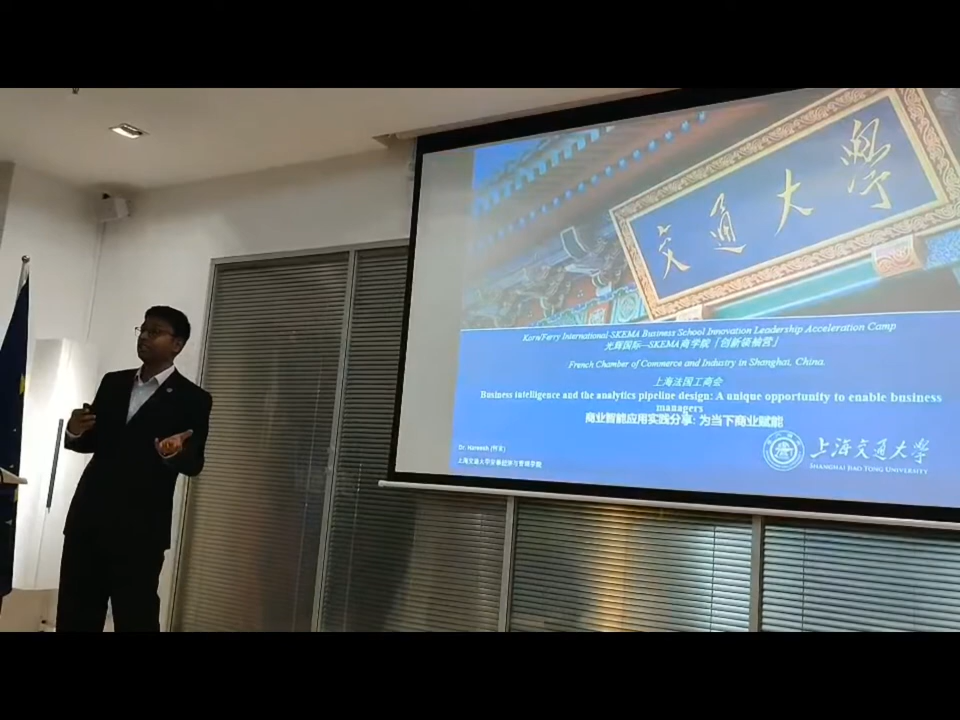 交通大學
Korn/Ferry International-SKEMA Business School Innovation Leadership Acceleration Camp
光辉国际—SKEMA商学院「创新领袖营」
French Chamber of Commerce and Industry in Shanghai, China.
上海法国工商会
Business intelligence and the analytics pipeline design: A unique opportunity to enable business
managers
商业智能应用实践分享: 为当下商业赋能
上海交通大學
SHANGHAI JIAO TONG UNIVERSITY